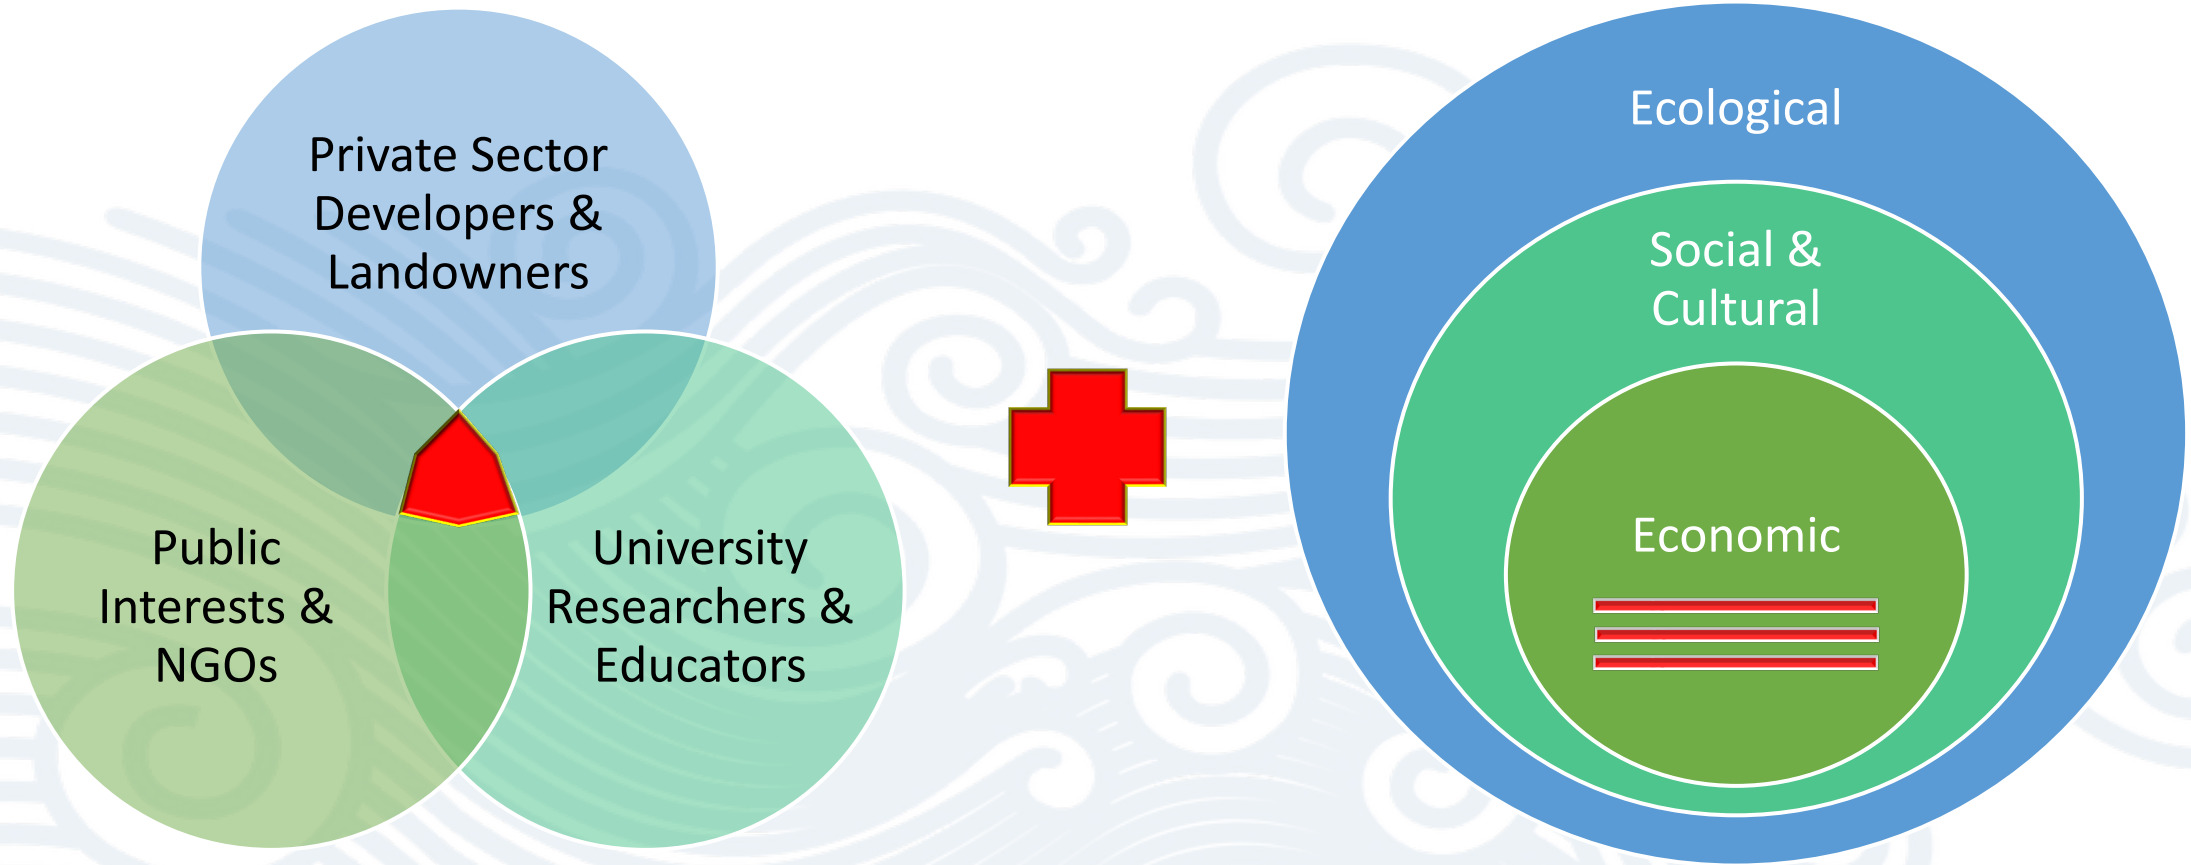 Private Sector
Developers &
Landowners
Public
Interests &
NGOs
University
Researchers &
Educators
Ecological
Social &
Cultural
Economic